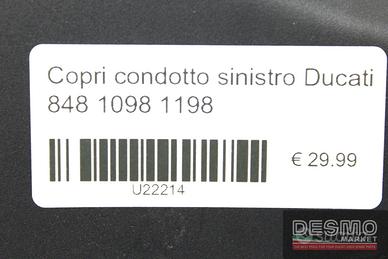 Copri condotto sinistro Ducati
848 1098 1198
€ 29.99
U22214
DESMO
MARKET